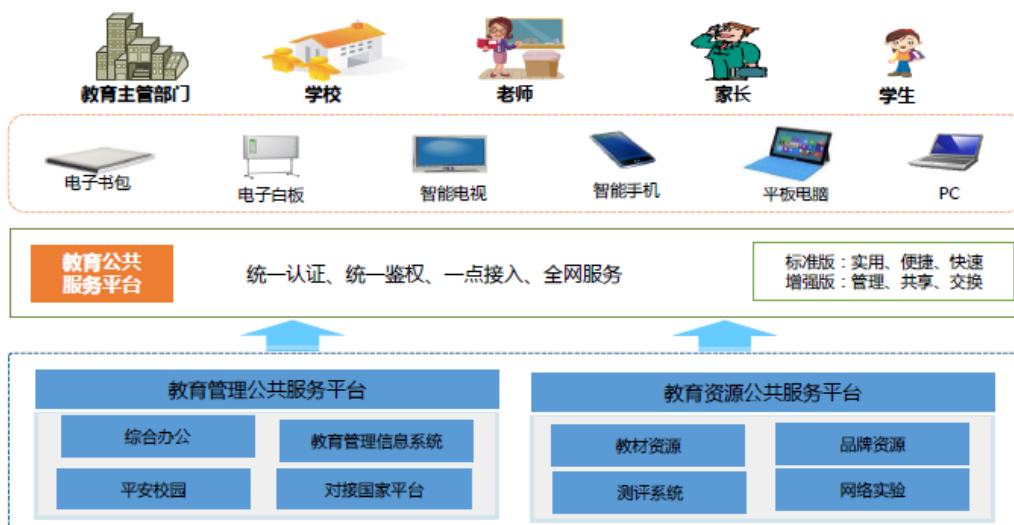 教育主管部门
学校
老师
家长
学生
电子书包
电子白板
智能电视
智能手机
平板电脑
PC
教育公共
服务平台
统一认证、统一鉴权、一点接入、全网服务
标准版：实用、便捷、快速
增强版：管理、共享、交换
教育管理公共服务平台
综合办公
教育管理信息系统
平安校园
对接国家平台
教育资源公共服务平台
教材资源
品牌资源
测评系统
网络实验